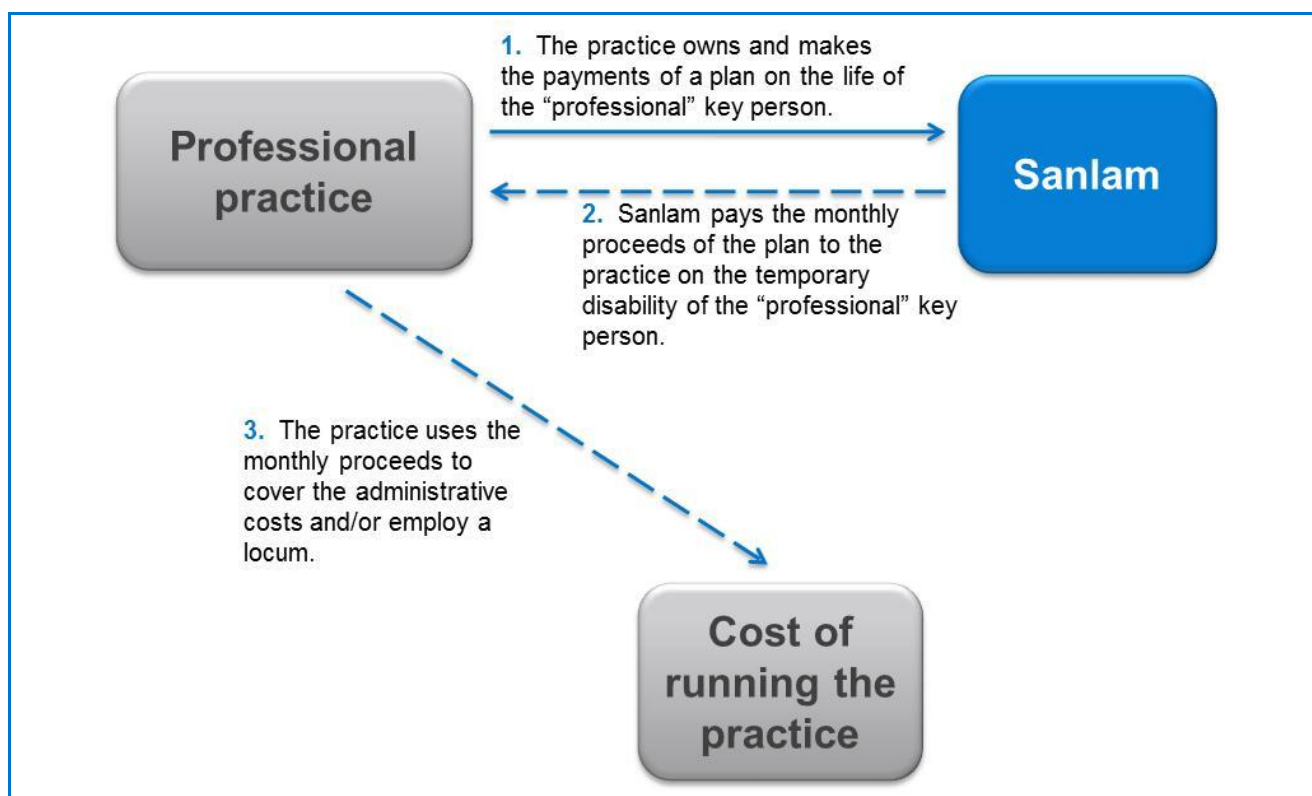 1. The practice owns and makes
the payments of a plan on the life of
the “professional” key person.
Professional
practice
Sanlam
2. Sanlam pays the monthly
proceeds of the plan to the
practice on the temporary
disability of the “professional” key
person.
3. The practice uses the
monthly proceeds to
cover the administrative
costs and/or employ a
locum.
Cost of
running the
practice